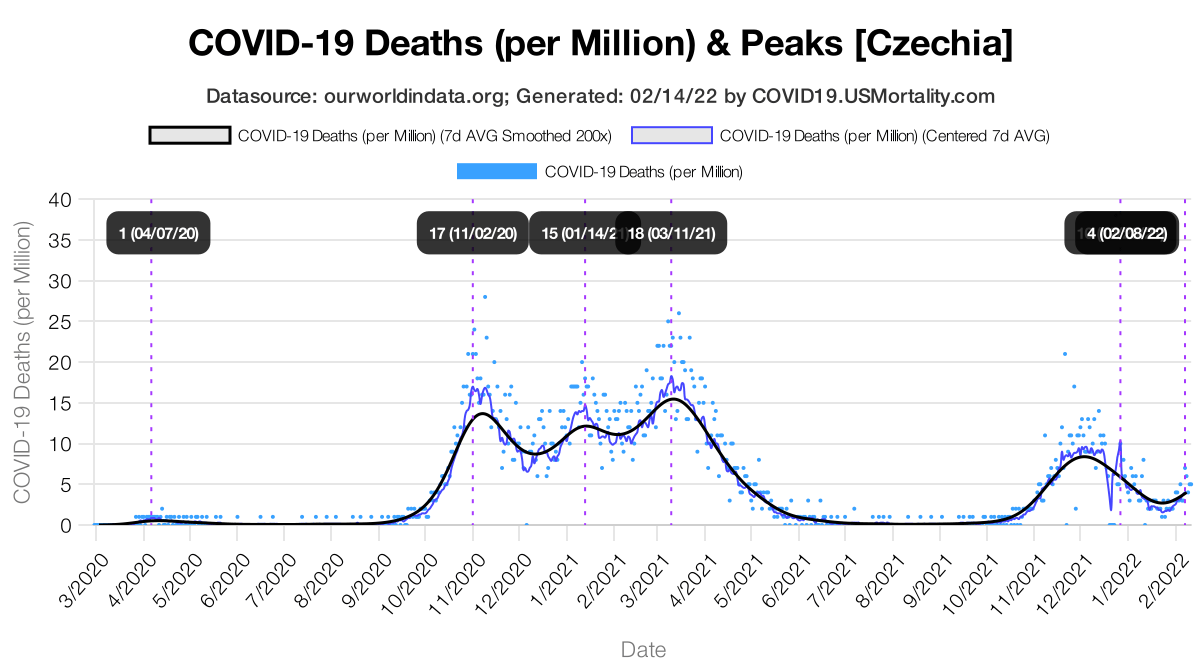 COVID-19 Deaths (per Million) & Peaks [Czechia]
Datasource: ourworldindata.org; Generated: 02/14/22 by COVID19.USMortality.com
COVID-19 Deaths (per Million) (7d AVG Smoothed 200x) COVID-19 Deaths (per Million) (Centered 7d AVG)
COVID-19 Deaths (per Million)
40
1 (04/07/20) 17 (11/02/20) 15 (01/14/21) 18 (03/11/21) 4 (02/08/22)
35
30
25
20
15
10
5
0
COVID-19 Deaths (per Million)
3/2020 4/2020 5/2020 6/2020 7/2020 8/2020 9/2020 10/2020 11/2020 12/2020 1/2021 2/2021 3/2021 4/2021 5/2021 6/2021 7/2021 8/2021 9/2021 10/2021 11/2021 12/2021 1/2022 2/2022
Date